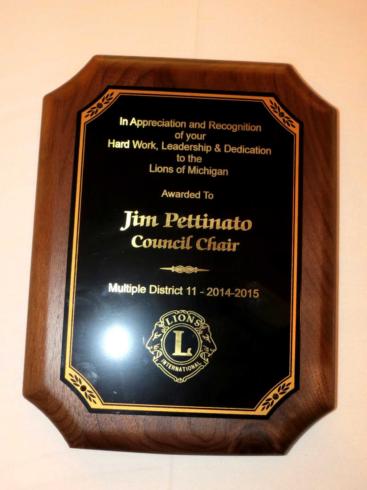 In Appreciation and Recognition
of your
Hard Work, Leadership & Dedication
to the
Lions of Michigan
Awarded To
Jim Pettinato
Council Chair
Multiple District 11 - 2014-2015
LIONS
L
INTERNATIONAL